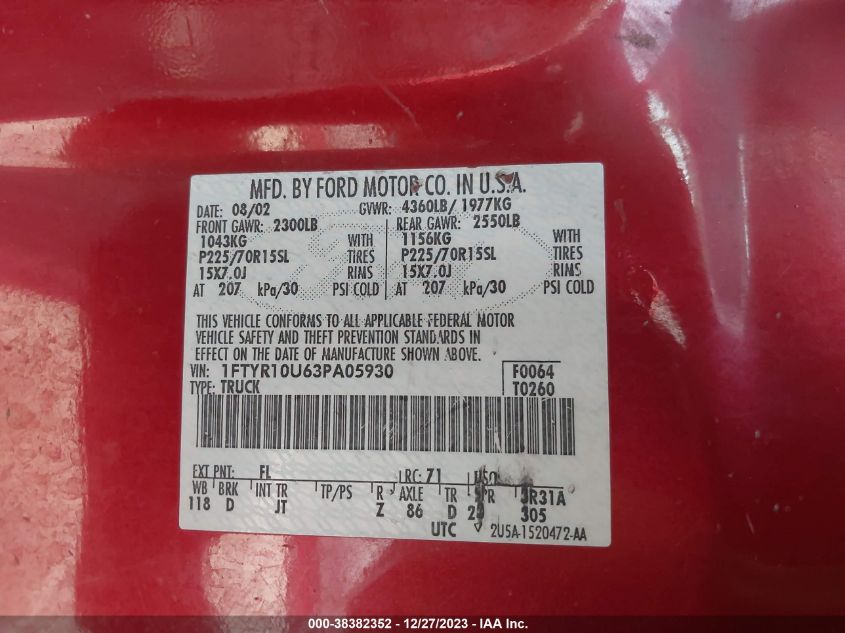 MFD. BY FORD MOTOR CO. IN U.S.A.
DATE: 08/02 GVWR: 4360LB/ 1977KG
FRONT GAWR: 2300LB REAR GAWR: 2550LB
1043KG WITH 1156KG WITH
P225/70R15SL TIRES P225/70R15SL TIRES
15X7.0J RIMS 15X7.0J RIMS
AT 207 kPa/30 PSI COLD AT 207 kPa/30 PSI COLD
THIS VEHICLE CONFORMS TO ALL APPLICABLE FEDERAL MOTOR
VEHICLE SAFETY AND THEFT PREVENTION STANDARDS IN
EFFECT ON THE DATE OF MANUFACTURE SHOWN ABOVE.
VIN: 1FTYR10U63PA05930 F0064
TYPE: TRUCK T0260
EXT PNT: FL RC: 71 DSO:
WB BRK INT TR TP/PS R AXLE TR SPR 3R31A
118 D JT Z 86 D 305
UTC 2U5A-1520472-AA
000-38382352 - 12/27/2023 - IAA Inc.